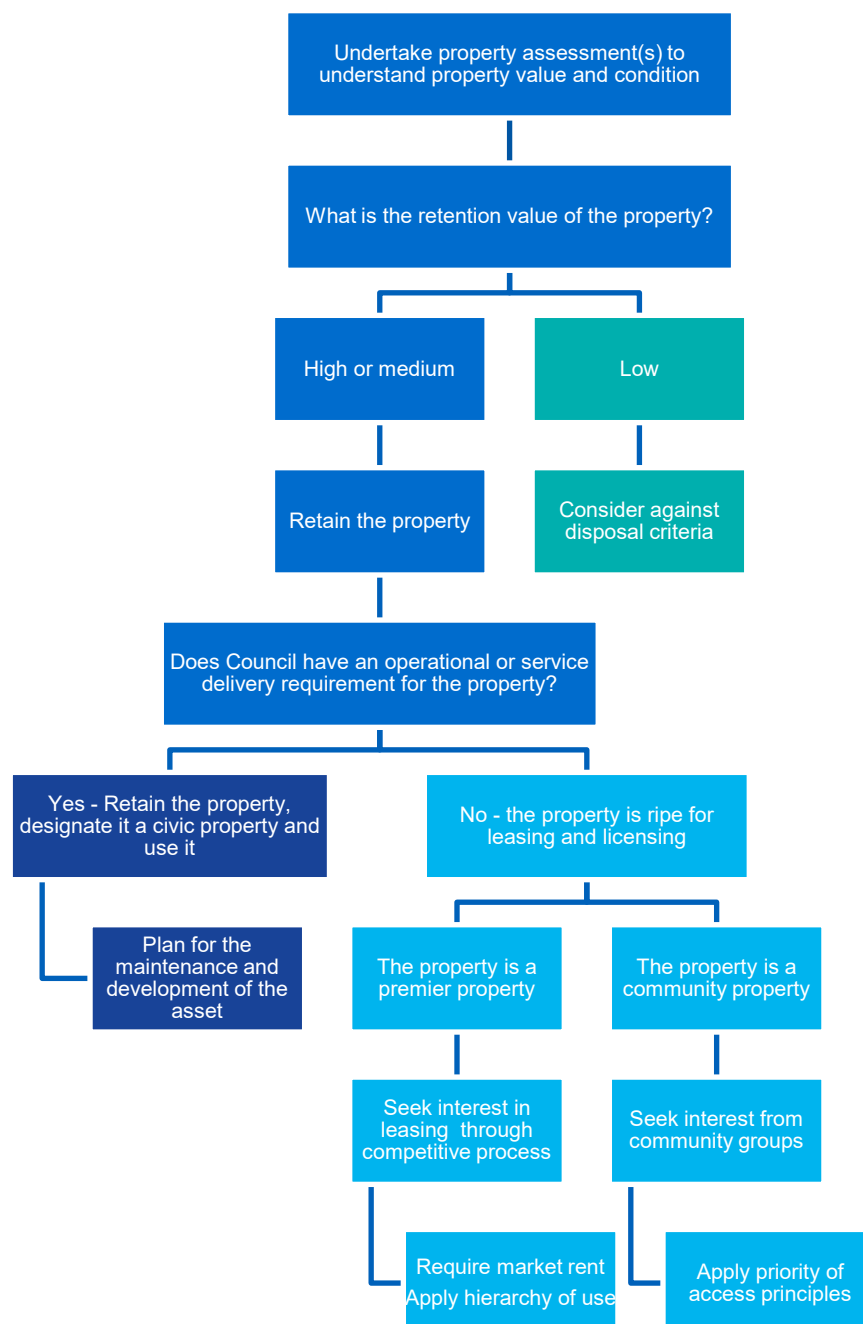 Undertake property assessment(s) to
understand property value and condition
What is the retention value of the property?
High or medium
Low
Retain the property
Consider against
disposal criteria
Does Council have an operational or service
delivery requirement for the property?
Yes - Retain the property,
designate it a civic property and
use it
No - the property is ripe for
leasing and licensing
Plan for the
maintenance and
development of the
asset
The property is a
premier property
The property is a
community property
Seek interest in
leasing  through
competitive process
Seek interest from
community groups
Require market rent
Apply hierarchy of use
Apply priority of
access principles